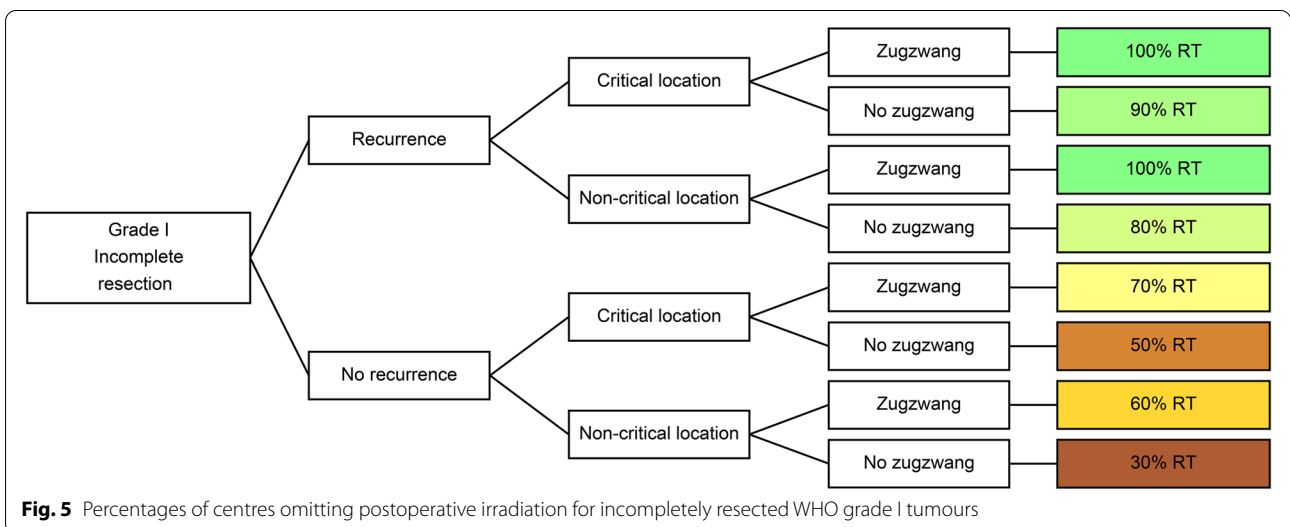 Grade I
Incomplete
resection
Recurrence
No recurrence
Critical location
Non-critical location
Critical location
Non-critical location
Zugzwang
100% RT
No zugzwang
90% RT
Zugzwang
100% RT
No zugzwang
80% RT
Zugzwang
70% RT
No zugzwang
50% RT
Zugzwang
60% RT
No zugzwang
30% RT
Fig. 5 Percentages of centres omitting postoperative irradiation for incompletely resected WHO grade I tumours